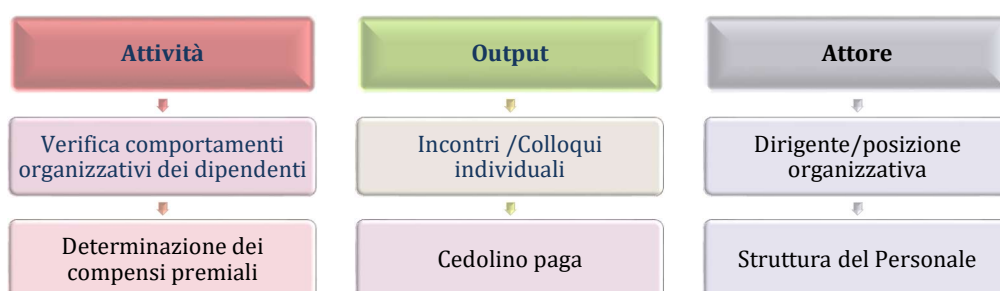 Attività
Output
Attore
Verifica comportamenti
organizzativi dei dipendenti
Incontri /Colloqui
individuali
Dirigente/posizione
organizzativa
Determinazione dei
compensi premiali
Cedolino paga
Struttura del Personale